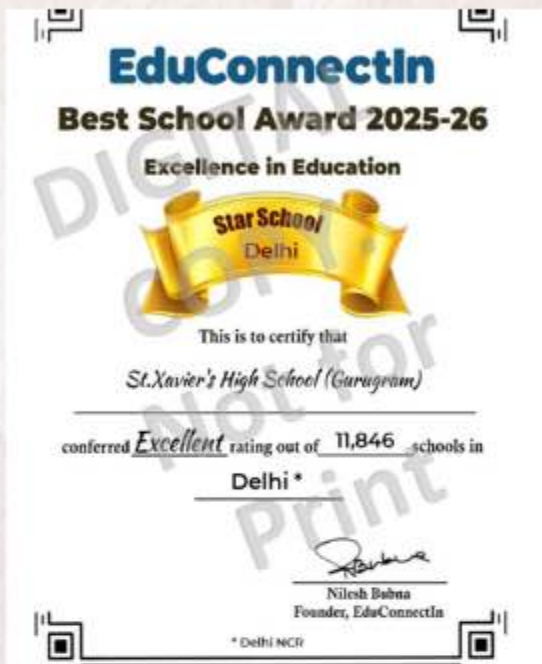 EduConnectIn
Best School Award 2025-26
Excellence in Education
Star School
Delhi
This is to certify that
St.Xavier's High School (Gurugram)
conferred Excellent rating out of 11,846 schools in
Delhi *
Nilesh Bubna
Founder, EduConnectIn
* Delhi NCR
DIGITAL
COPY.
Not for
Print